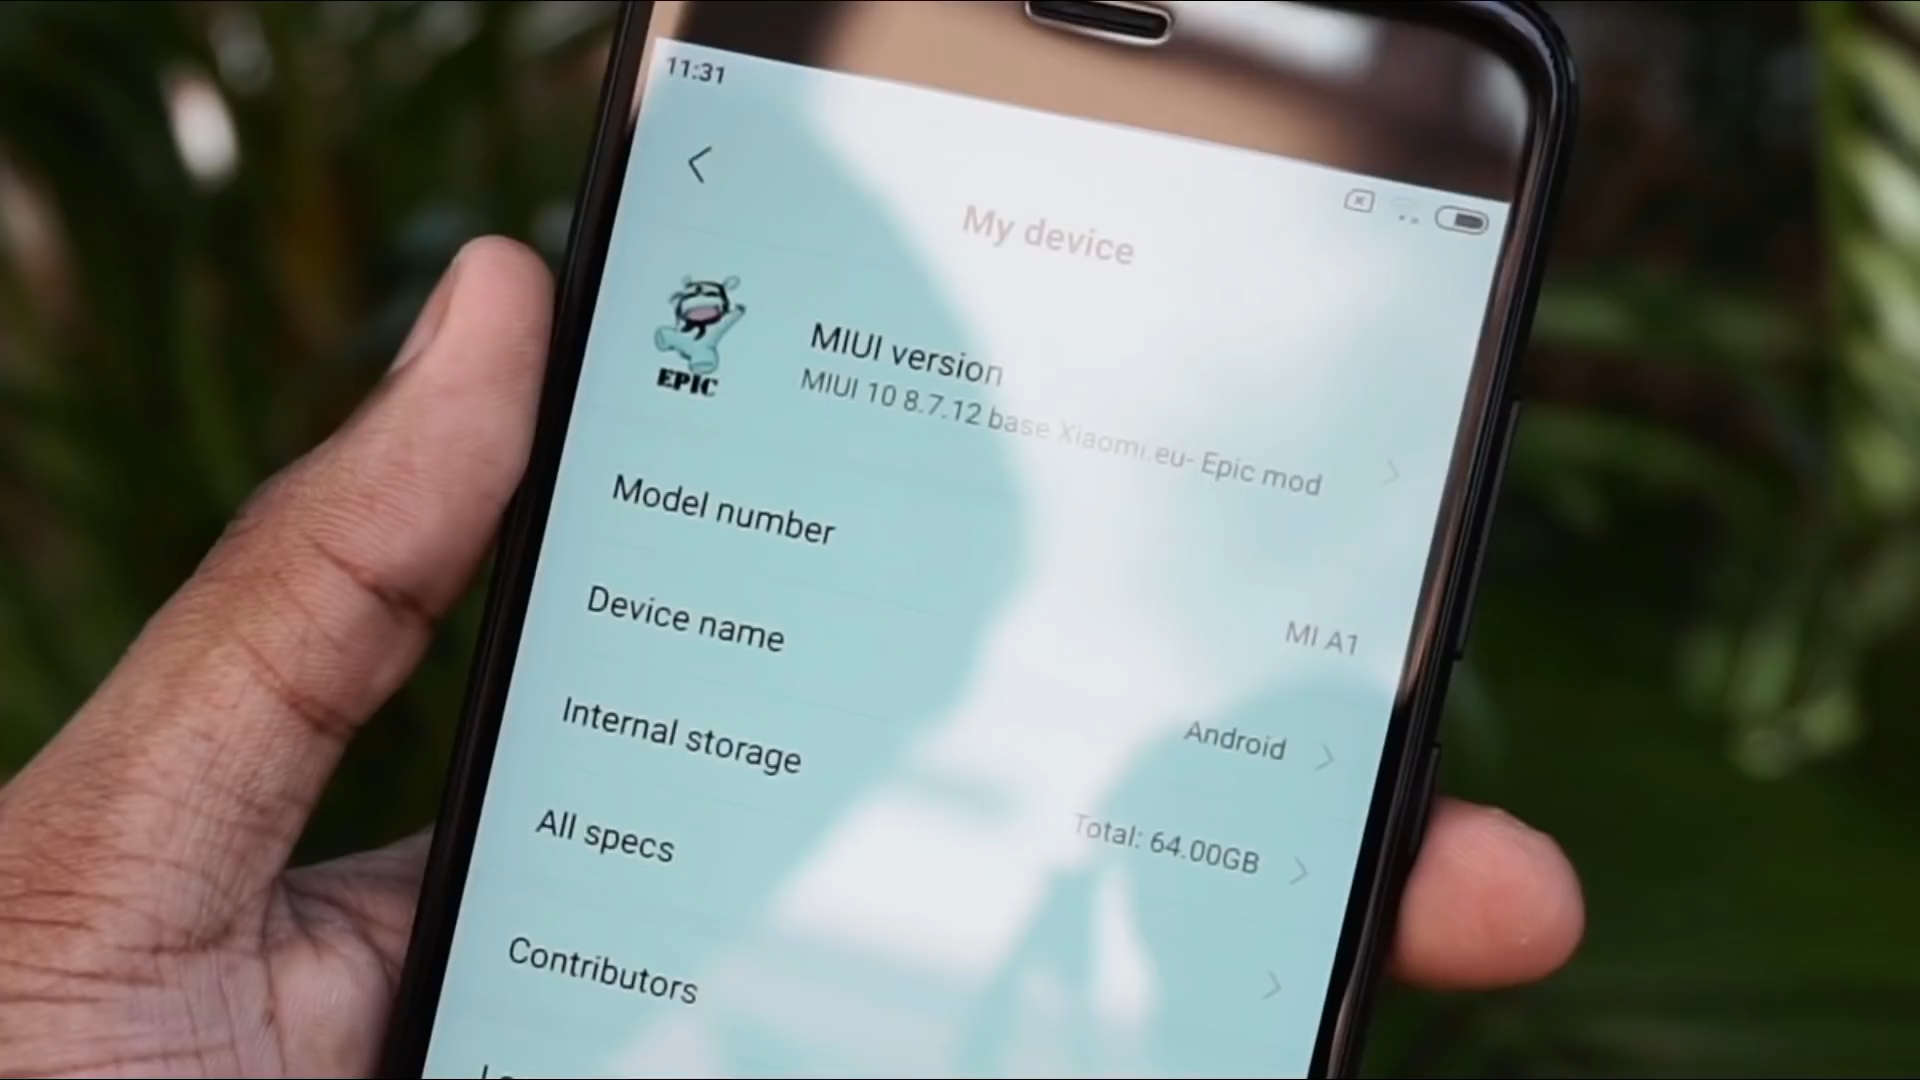 11:31
My device
EPIC
MIUI version
MIUI 10 8.7.12 base Xiaomi.eu- Epic mod
Model number
MI A1
Device name
Android
Internal storage
Total: 64.00GB
All specs
Contributors